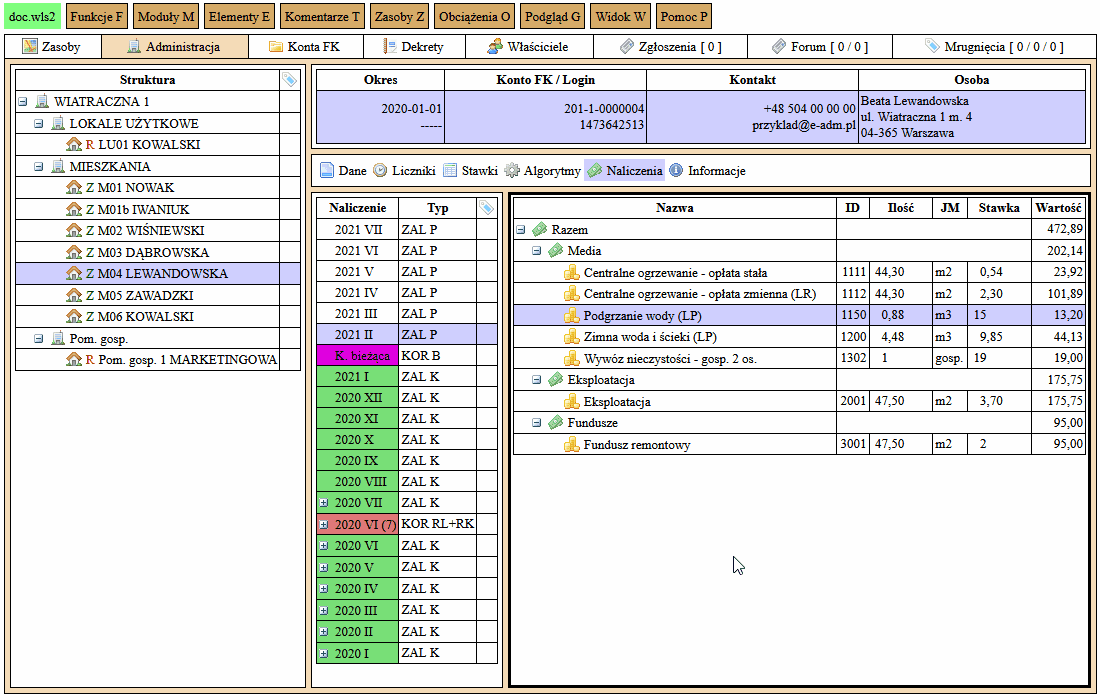 doc.wls2 Funkcje F Moduły M Elementy E Komentarze T Zasoby Z Obciążenia O Podgląd G Widok W Pomoc P
Zasoby Administracja Konta FK Dekrety Właściciele Zgłoszenia [ 0 ] Forum [ 0 / 0 ] Mrugnięcia [ 0 / 0 / 0 ]
Struktura
WIATRACZNA 1
LOKALE UŻYTKOWE
R LU01 KOWALSKI
MIESZKANIA
Z M01 NOWAK
Z M01b IWANIUK
Z M02 WIŚNIEWSKI
Z M03 DĄBROWSKA
Z M04 LEWANDOWSKA
Z M05 ZAWADZKI
Z M06 KOWALSKI
Pom. gosp.
R Pom. gosp. 1 MARKETINGOWA
Okres Konto FK / Login Kontakt Osoba
2020-01-01 201-1-0000004 +48 504 00 00 00 Beata Lewandowska
----- 1473642513 przyklad@e-adm.pl ul. Wiatraczna 1 m. 4
04-365 Warszawa
Dane Liczniki Stawki Algorytmy Naliczenia Informacje
Naliczenie Typ
2021 VII ZAL P
2021 VI ZAL P
2021 V ZAL P
2021 IV ZAL P
2021 III ZAL P
2021 II ZAL P
K. bieżąca KOR B
2021 I ZAL K
2020 XII ZAL K
2020 XI ZAL K
2020 X ZAL K
2020 IX ZAL K
2020 VIII ZAL K
2020 VII ZAL K
2020 VI (7) KOR RL+RK
2020 VI ZAL K
2020 V ZAL K
2020 IV ZAL K
2020 III ZAL K
2020 II ZAL K
2020 I ZAL K
Nazwa ID Ilość JM Stawka Wartość
Razem 472,89
Media 202,14
Centralne ogrzewanie - opłata stała 1111 44,30 m2 0,54 23,92
Centralne ogrzewanie - opłata zmienna (LR) 1112 44,30 m2 2,30 101,89
Podgrzanie wody (LP) 1150 0,88 m3 15 13,20
Zimna woda i ścieki (LP) 1200 4,48 m3 9,85 44,13
Wywóz nieczystości - gosp. 2 os. 1302 1 gosp. 19 19,00
Eksploatacja 175,75
Eksploatacja 2001 47,50 m2 3,70 175,75
Fundusze 95,00
Fundusz remontowy 3001 47,50 m2 2 95,00